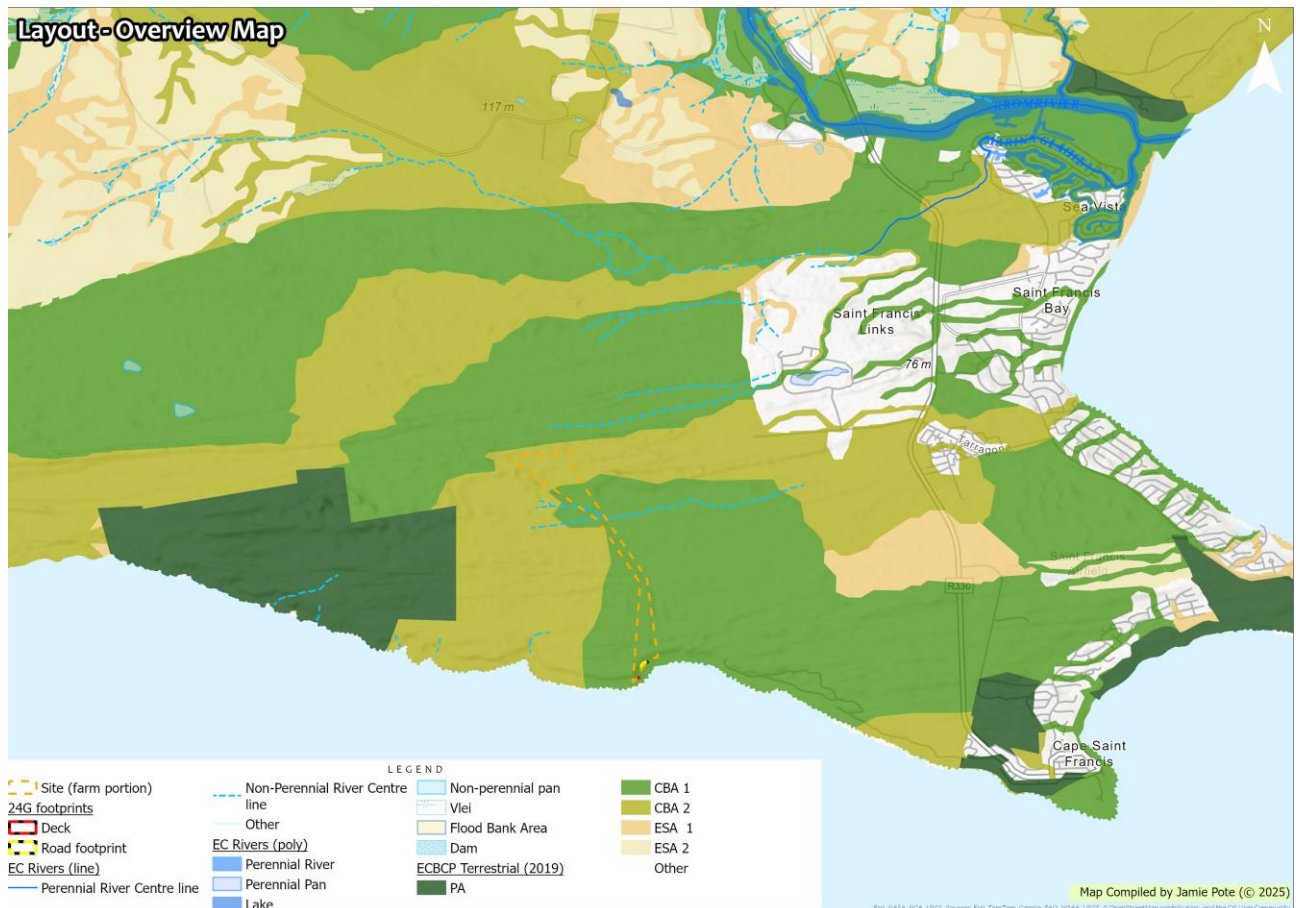 Layout - Overview Map
N
117 m
KROMRIVIER
Sea Vista
Saint Francis
Bay
Saint Francis
Links
76 m
Tarragona
Saint Francis
Airfield
R330
Cape Saint
Francis
LEGEND
Site (farm portion)
24G footprints
Deck
Road footprint
EC Rivers (line)
Perennial River Centre line
Non-Perennial River Centre
line
Other
EC Rivers (poly)
Perennial River
Perennial Pan
Lake
Non-perennial pan
Vlei
Flood Bank Area
Dam
ECBCP Terrestrial (2019)
PA
CBA 1
CBA 2
ESA 1
ESA 2
Other
Map Compiled by Jamie Pote (© 2025)